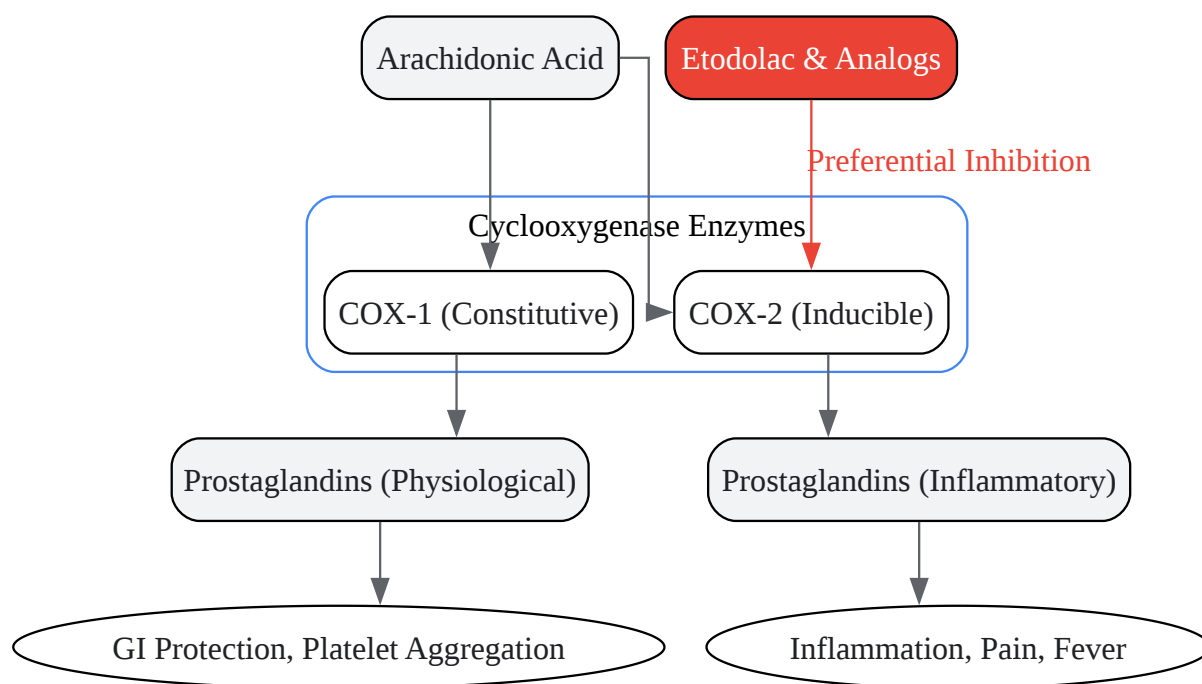 Arachidonic Acid
Etodolac & Analogs
Preferential Inhibition
Cyclooxygenase Enzymes
COX-1 (Constitutive)
COX-2 (Inducible)
Prostaglandins (Physiological)
Prostaglandins (Inflammatory)
GI Protection, Platelet Aggregation
Inflammation, Pain, Fever